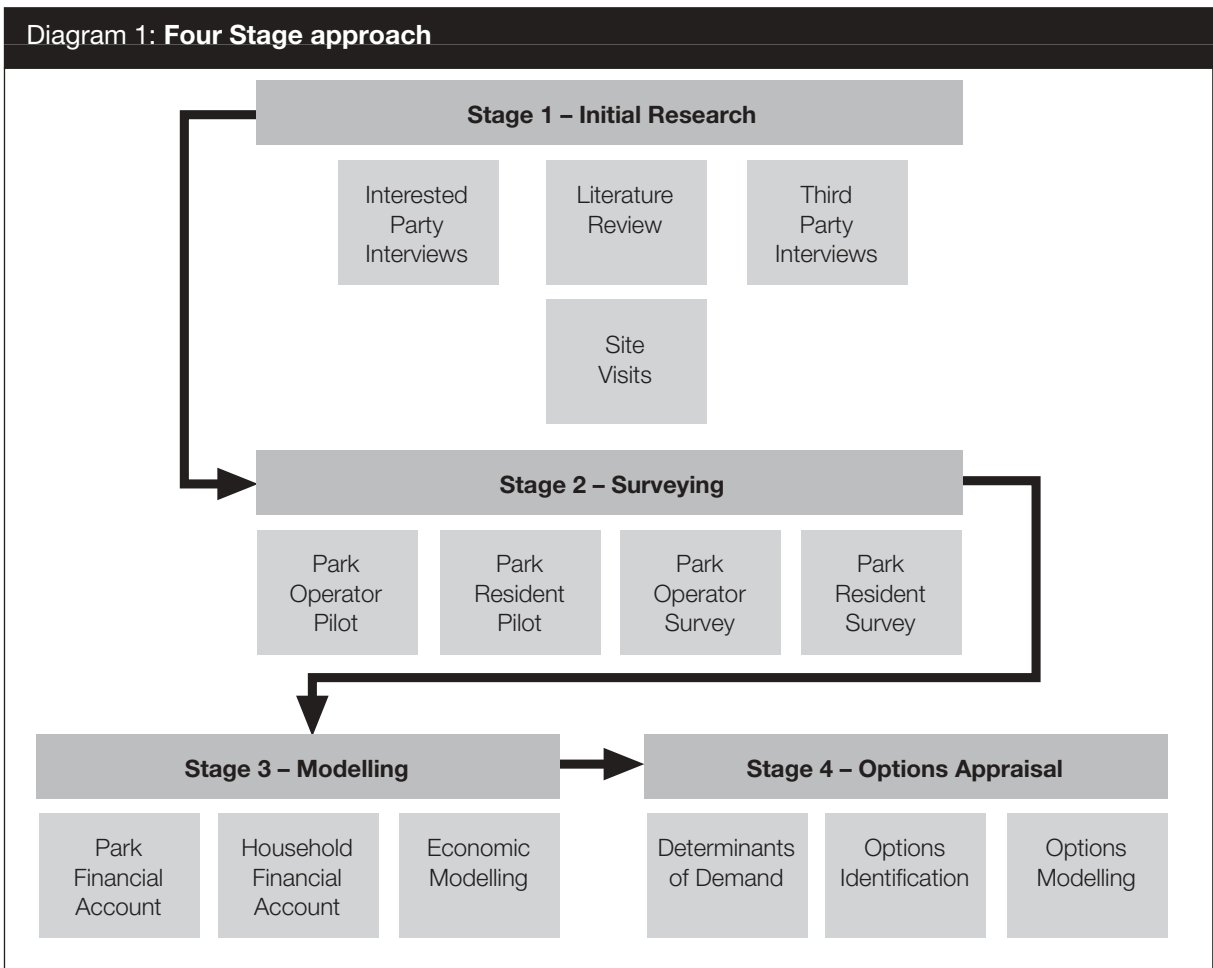 Diagram 1: Four Stage approach
Stage 1 – Initial Research
Interested
Party
Interviews
Literature
Review
Third
Party
Interviews
Site
Visits
Stage 2 – Surveying
Park
Operator
Pilot
Park
Resident
Pilot
Park
Operator
Survey
Park
Resident
Survey
Stage 3 – Modelling
Park
Financial
Account
Household
Financial
Account
Economic
Modelling
Stage 4 – Options Appraisal
Determinants
of Demand
Options
Identification
Options
Modelling